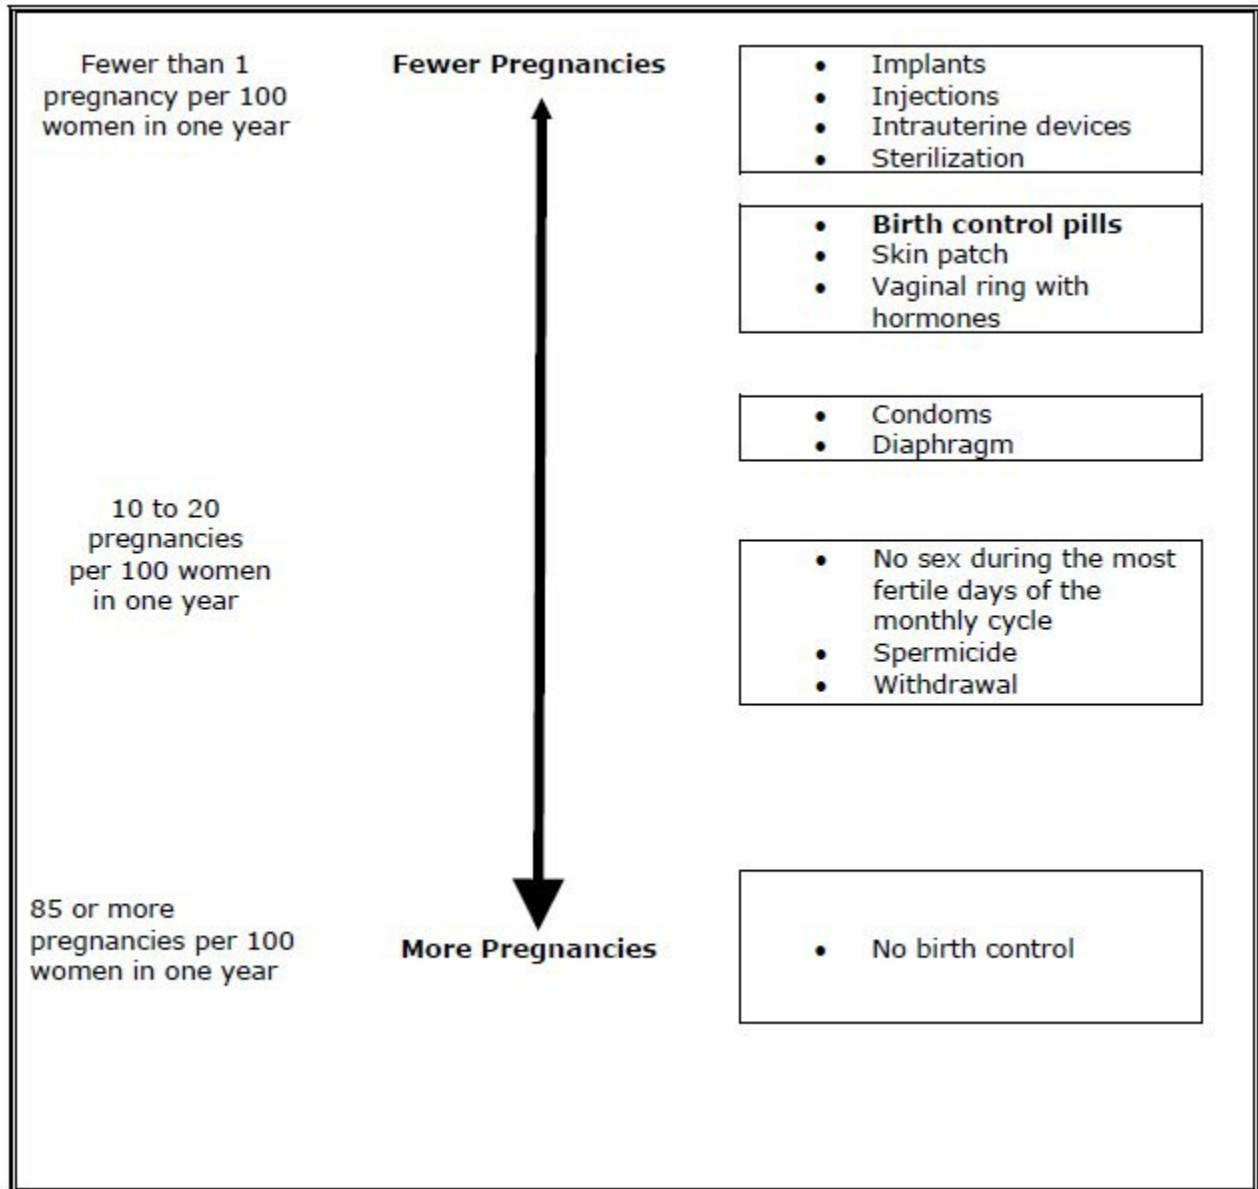 Fewer than 1
pregnancy per 100
women in one year
Fewer Pregnancies
• Implants
• Injections
• Intrauterine devices
• Sterilization
• Birth control pills
• Skin patch
• Vaginal ring with
hormones
• Condoms
• Diaphragm
10 to 20
pregnancies
per 100 women
in one year
• No sex during the most
fertile days of the
monthly cycle
• Spermicide
• Withdrawal
85 or more
pregnancies per 100
women in one year
More Pregnancies
• No birth control